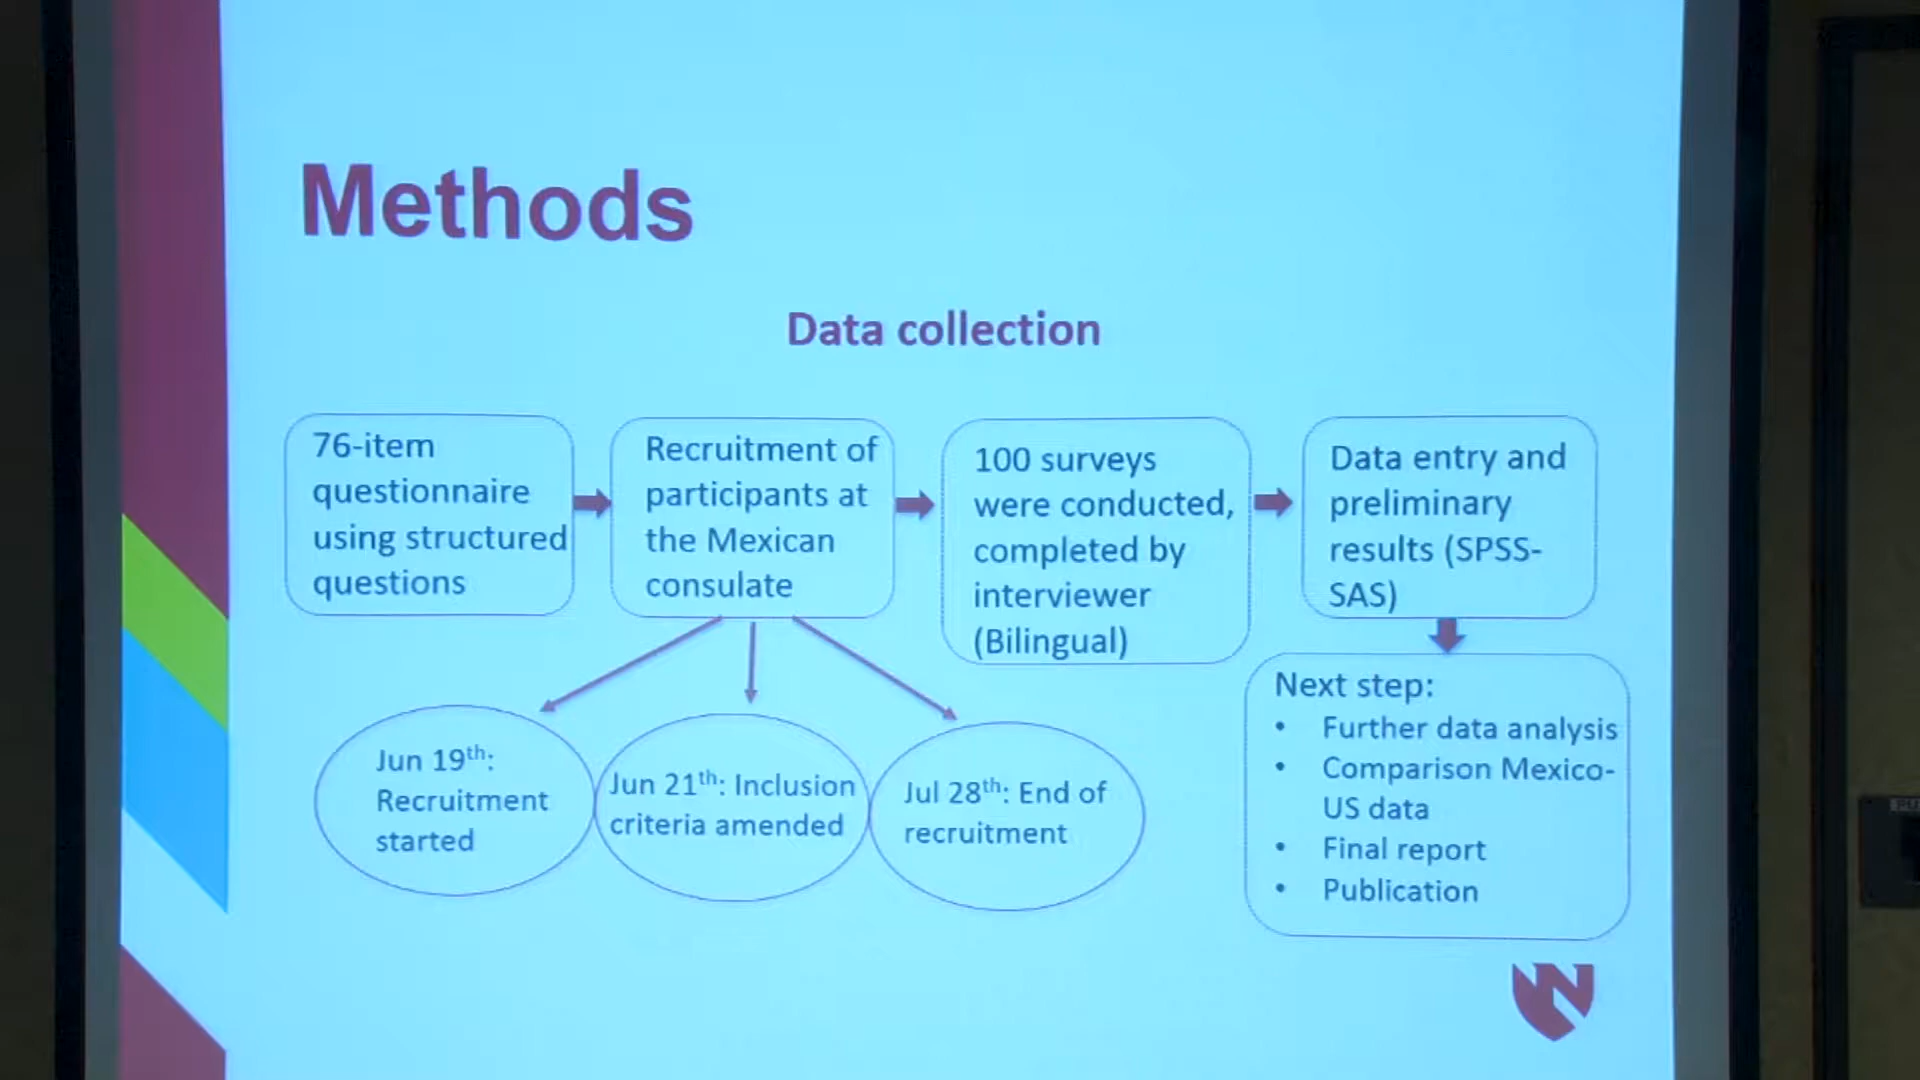 Methods
Data collection
76-item
questionnaire
using structured
questions
Recruitment of
participants at
the Mexican
consulate
100 surveys
were conducted,
completed by
interviewer
(Bilingual)
Data entry and
preliminary
results (SPSS-
SAS)
Jun 19th:
Recruitment
started
Jun 21th: Inclusion
criteria amended
Jul 28th: End of
recruitment
Next step:
• Further data analysis
• Comparison Mexico-
US data
• Final report
• Publication